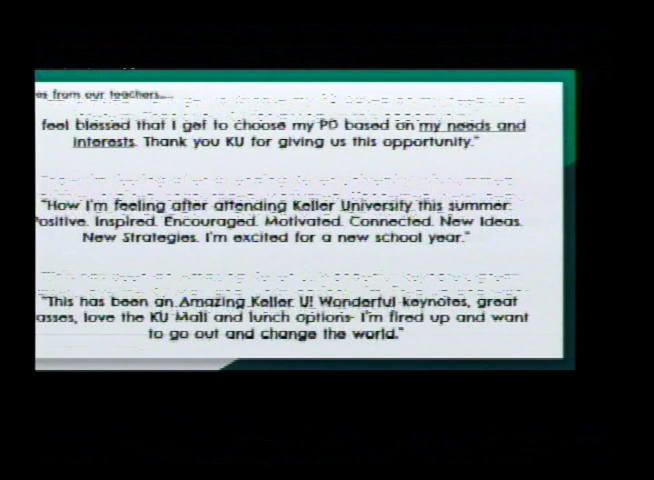 es from our teachers....
feel blessed that I get to choose my PD based on my needs and
interests. Thank you KU for giving us this opportunity."
"How I'm feeling after attending Keller University this summer:
Positive. Inspired. Encouraged. Motivated. Connected. New Ideas.
New Strategies. I'm excited for a new school year."
"This has been an Amazing Keller U! Wonderful keynotes, great
asses, love the KU Mall and lunch options- I'm fired up and want
to go out and change the world."